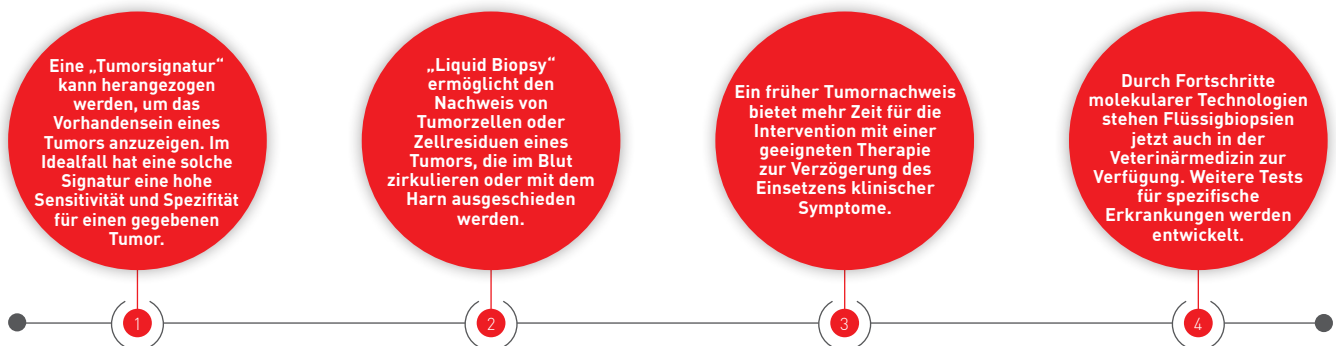 Eine „Tumorsignatur“
kann herangezogen
werden, um das
Vorhandensein eines
Tumors anzuzeigen. Im
Idealfall hat eine solche
Signatur eine hohe
Sensitivität und Spezifität
für einen gegebenen
Tumor.
„Liquid Biopsy“
ermöglicht den
Nachweis von
Tumorzellen oder
Zellresiduen eines
Tumors, die im Blut
zirkulieren oder mit dem
Harn ausgeschieden
werden.
Ein früher Tumornachweis
bietet mehr Zeit für die
Intervention mit einer
geeigneten Therapie
zur Verzögerung des
Einsetzens klinischer
Symptome.
Durch Fortschritte
molekularer Technologien
stehen Flüssigbiopsien
jetzt auch in der
Veterinärmedizin zur
Verfügung. Weitere Tests
für spezifische
Erkrankungen werden
entwickelt.
1
2
3
4